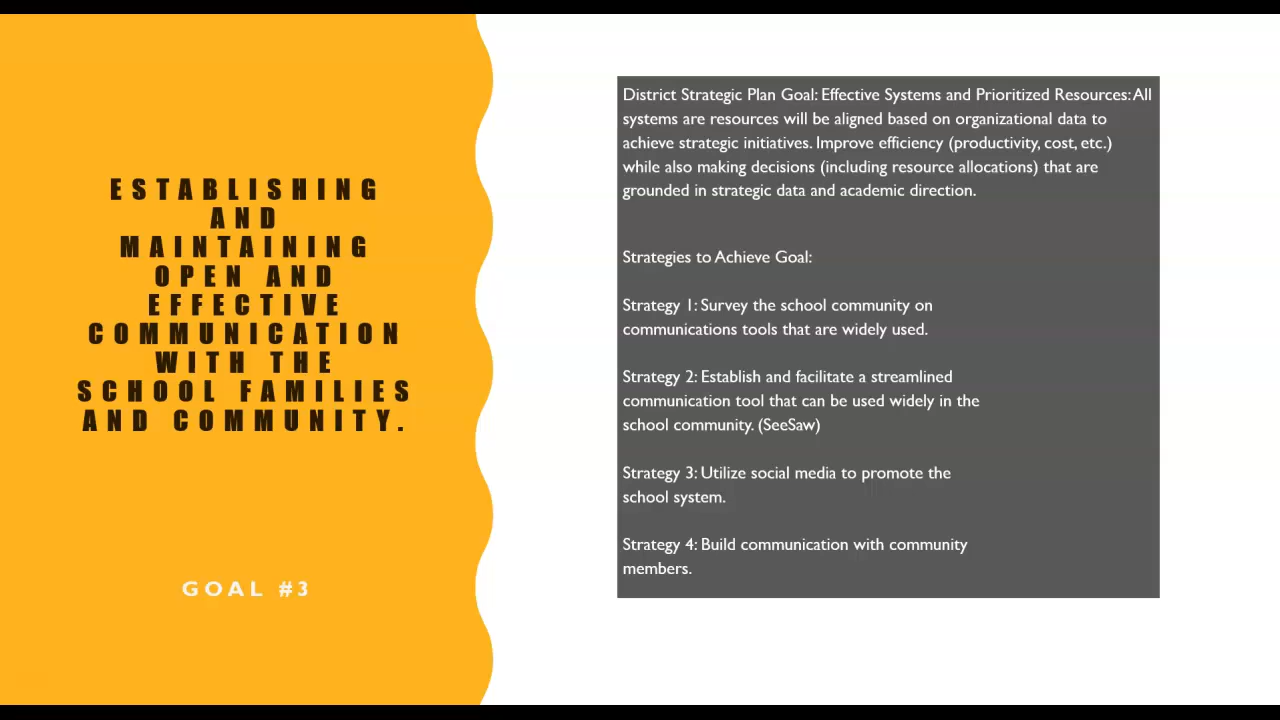 ESTABLISHING
AND
MAINTAINING
OPEN AND
EFFECTIVE
COMMUNICATION
WITH THE
SCHOOL FAMILIES
AND COMMUNITY.
GOAL #3
District Strategic Plan Goal: Effective Systems and Prioritized Resources: All
systems are resources will be aligned based on organizational data to
achieve strategic initiatives. Improve efficiency (productivity, cost, etc.)
while also making decisions (including resource allocations) that are
grounded in strategic data and academic direction.
Strategies to Achieve Goal:
Strategy 1: Survey the school community on
communications tools that are widely used.
Strategy 2: Establish and facilitate a streamlined
communication tool that can be used widely in the
school community. (SeeSaw)
Strategy 3: Utilize social media to promote the
school system.
Strategy 4: Build communication with community
members.